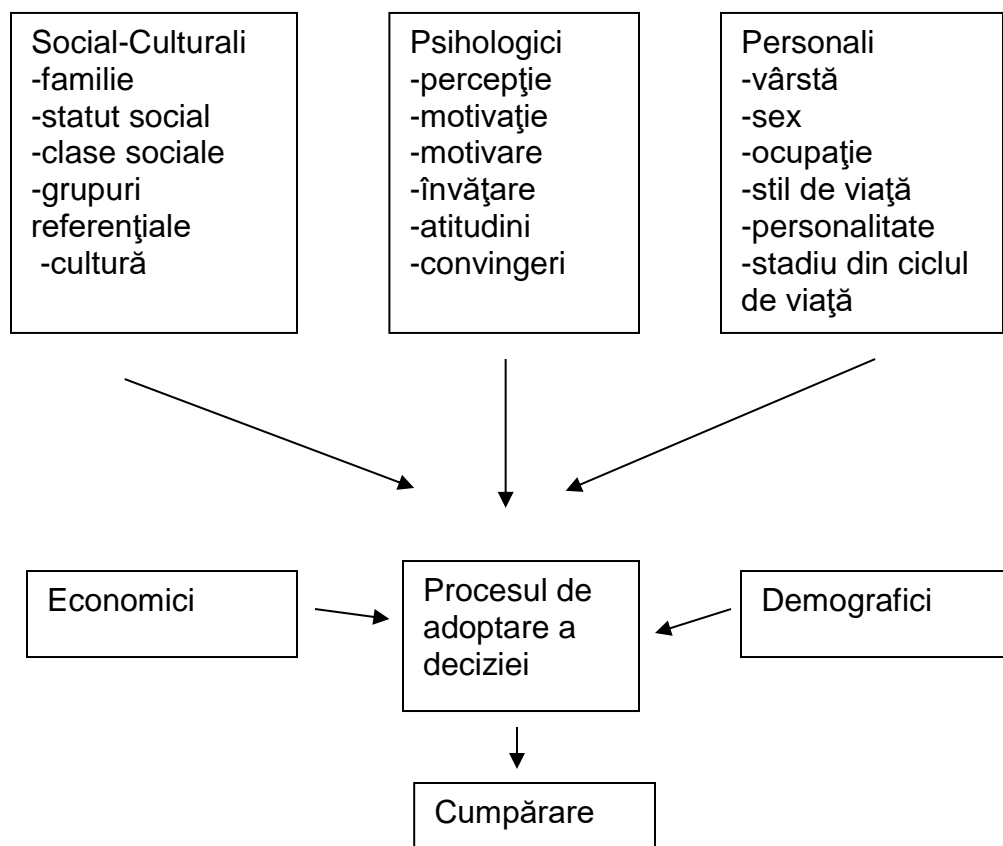 Social-Culturali
-familie
-statut social
-clase sociale
-grupuri
referenţiale
-cultură
Psihologici
-percepţie
-motivaţie
-motivare
-învăţare
-atitudini
-convingeri
Personali
-vârstă
-sex
-ocupaţie
-stil de viaţă
-personalitate
-stadiu din ciclul
de viaţă
Economici
Procesul de
adoptare a
deciziei
Demografici
Cumpărare